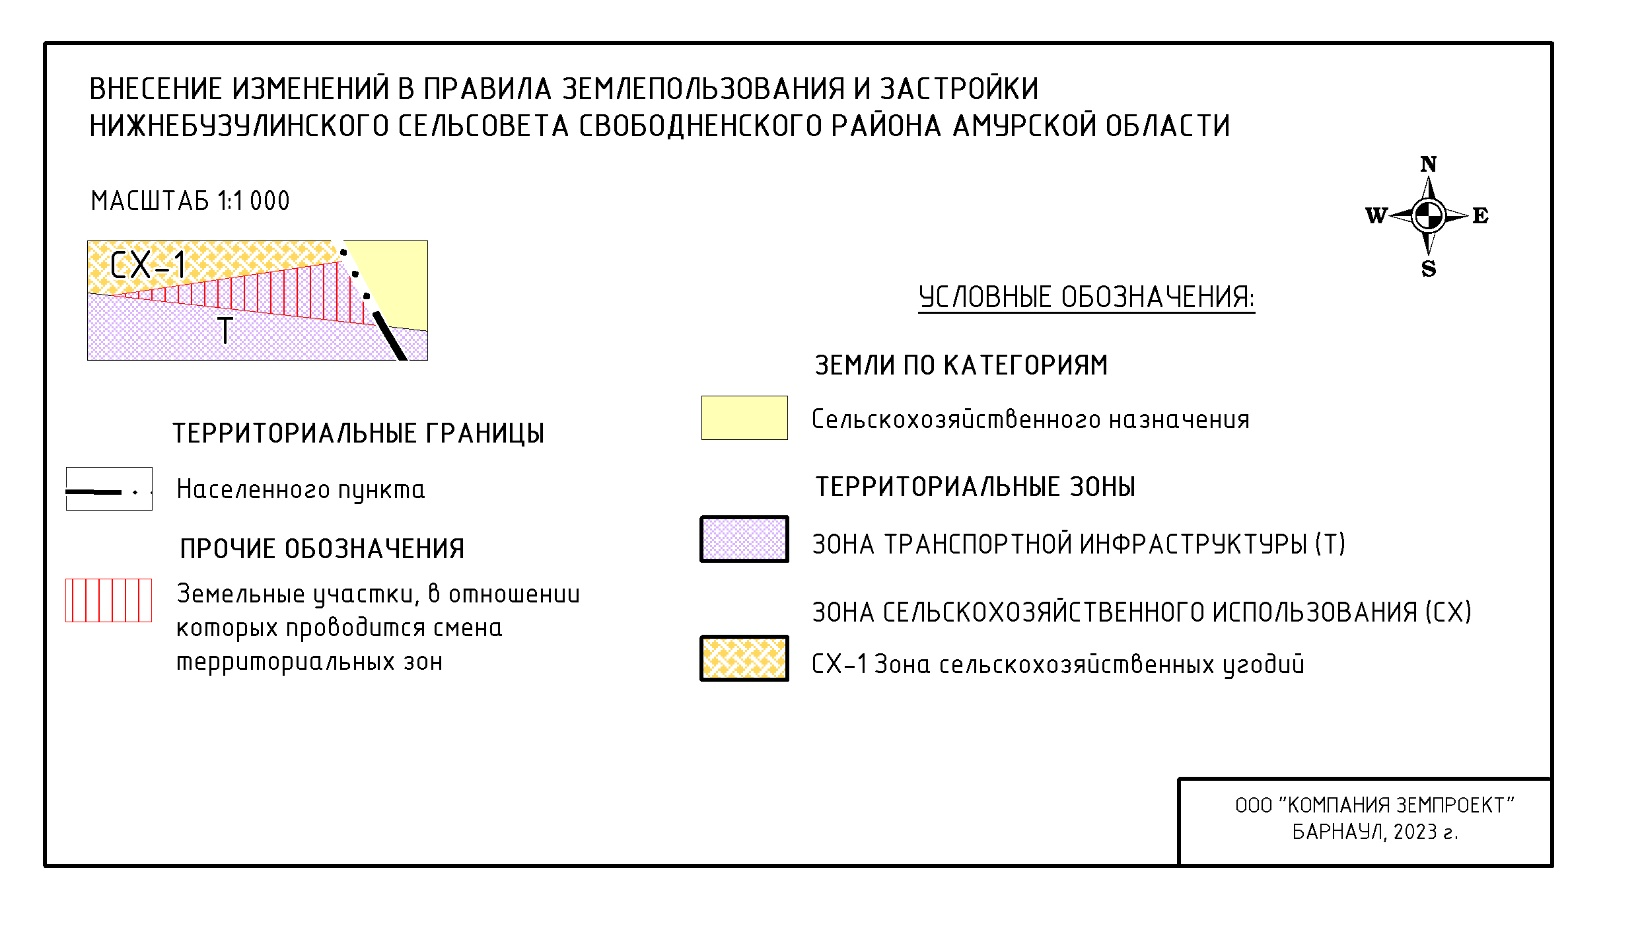 ВНЕСЕНИЕ ИЗМЕНЕНИЙ В ПРАВИЛА ЗЕМЛЕПОЛЬЗОВАНИЯ И ЗАСТРОЙКИ
НИЖНЕБУЗУЛИНСКОГО СЕЛЬСОВЕТА СВОБОДНЕНСКОГО РАЙОНА АМУРСКОЙ ОБЛАСТИ
МАСШТАБ 1:1 000
СХ-1
Т
N
W E
S
ТЕРРИТОРИАЛЬНЫЕ ГРАНИЦЫ
Населенного пункта
ПРОЧИЕ ОБОЗНАЧЕНИЯ
Земельные участки, в отношении
которых проводится смена
территориальных зон
УСЛОВНЫЕ ОБОЗНАЧЕНИЯ:
ЗЕМЛИ ПО КАТЕГОРИЯМ
Сельскохозяйственного назначения
ТЕРРИТОРИАЛЬНЫЕ ЗОНЫ
ЗОНА ТРАНСПОРТНОЙ ИНФРАСТРУКТУРЫ (Т)
ЗОНА СЕЛЬСКОХОЗЯЙСТВЕННОГО ИСПОЛЬЗОВАНИЯ (СХ)
СХ-1 Зона сельскохозяйственных угодий
ООО "КОМПАНИЯ ЗЕМПРОЕКТ"
БАРНАУЛ, 2023 г.